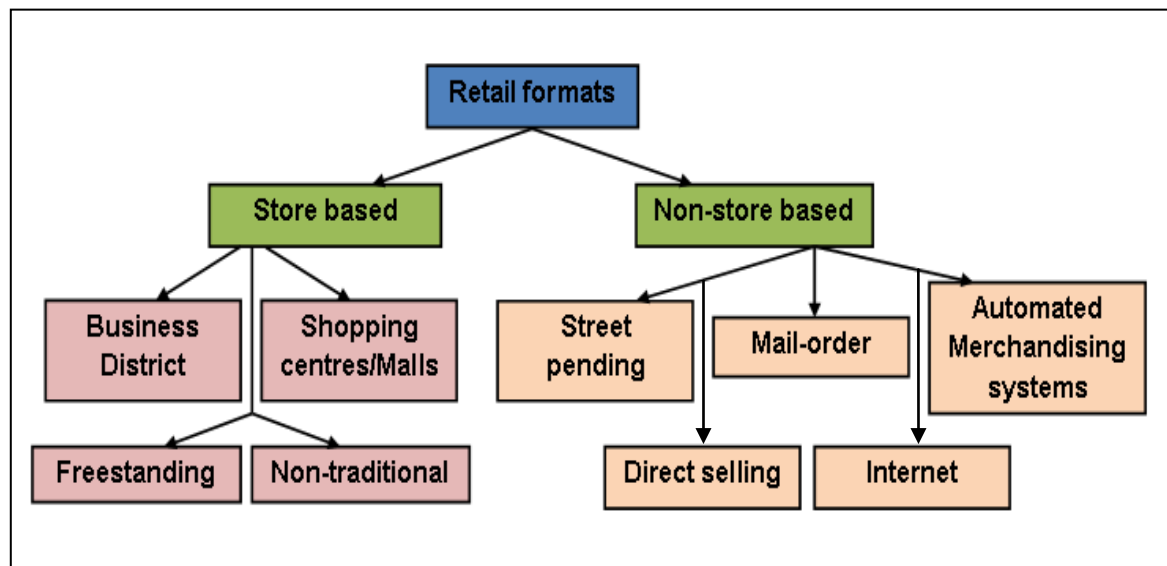 Retail formats
Store based
Non-store based
Business
District
Shopping
centres/Malls
Street
pending
Mail-order
Automated
Merchandising
systems
Freestanding
Non-traditional
Direct selling
Internet